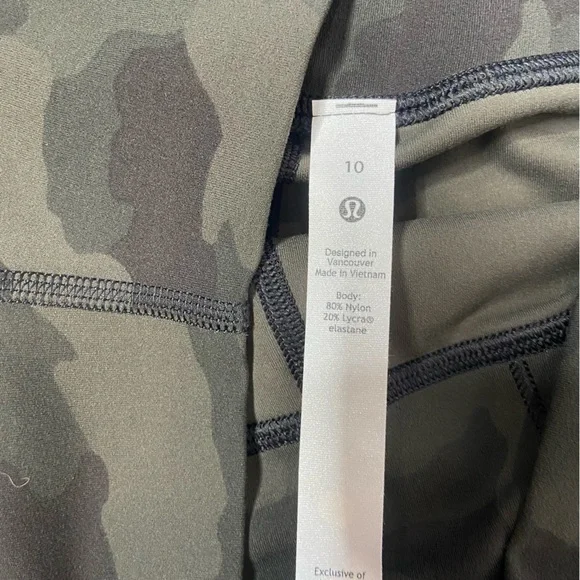 10
Designed in
Vancouver
Made in Vietnam
Body:
80% Nylon
20% Lycra®
elastane
Exclusive of